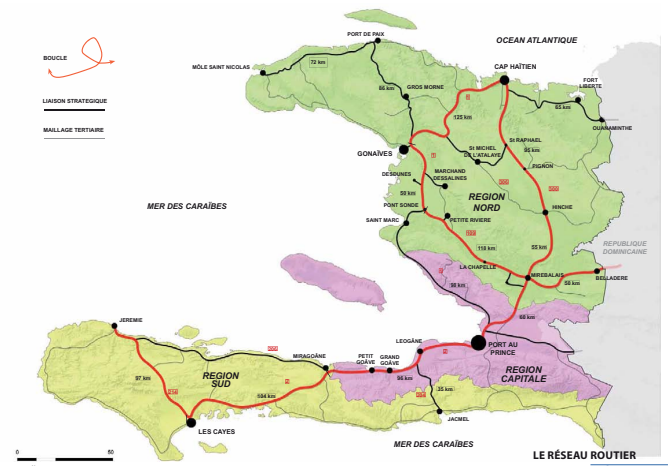 PORT DE PAIX
OCEAN ATLANTIQUE
BOUCLE
72 km
MÔLE SAINT NICOLAS
CAP HAÏTIEN
FORT
LIBERTE
86 km
GROS MORNE
LIAISON STRATEGIQUE
65 km
125 km
OUANAMINTHE
MAILLAGE TERTIAIRE
GONAÏVES
St RAPHAEL
95 km
St MICHEL
DE L'ATALAYE
PIGNON
MARCHAND
DESSALINES
DESDUNES
50 km
REGION
NORD
MER DES CARAÏBES
PONT SONDE
PETITE RIVIERE
HINCHE
SAINT MARC
REPUBLIQUE
DOMINICAINE
118 km
55 km
LA CHAPELLE
MIREBALAIS
BELLADERE
50 km
98 km
60 km
JEREMIE
LEOGÂNE
PORT AU
PRINCE
MIRAGOÂNE
PETIT
GOÂVE
GRAND
GOÂVE
REGION
CAPITALE
REGION
SUD
97 km
96 km
35 km
104 km
JACMEL
LES CAYES
MER DES CARAÏBES
0 50
LE RÉSEAU ROUTIER